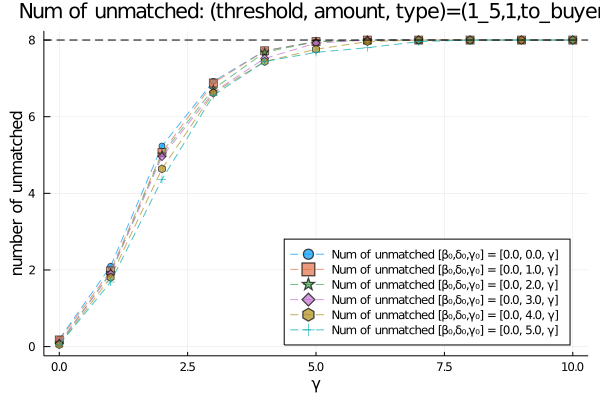 Num of unmatched: (threshold, amount, type)=(1_5,1,to_buyer
number of unmatched
8
6
4
2
0
Num of unmatched [β₀,δ₀,γ₀] = [0.0, 0.0, γ]
Num of unmatched [β₀,δ₀,γ₀] = [0.0, 1.0, γ]
Num of unmatched [β₀,δ₀,γ₀] = [0.0, 2.0, γ]
Num of unmatched [β₀,δ₀,γ₀] = [0.0, 3.0, γ]
Num of unmatched [β₀,δ₀,γ₀] = [0.0, 4.0, γ]
Num of unmatched [β₀,δ₀,γ₀] = [0.0, 5.0, γ]
0.0 2.5 5.0 7.5 10.0
γ